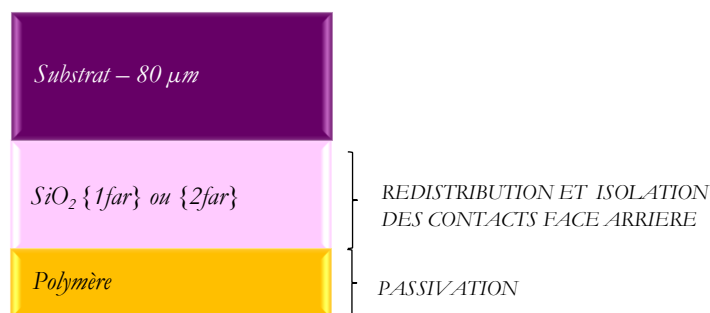 Substrat – 80 µm
SiO₂ {1far} ou {2far}
REDISTRIBUTION ET ISOLATION
DES CONTACTS FACE ARRIERE
Polymère
PASSIVATION